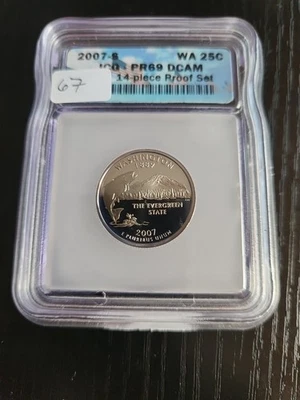 2007-S WA 25C
ICG - PR69 DCAM
14-piece Proof Set
67
WASHINGTON
1889
THE EVERGREEN
STATE
2007
E PLURIBUS UNUM